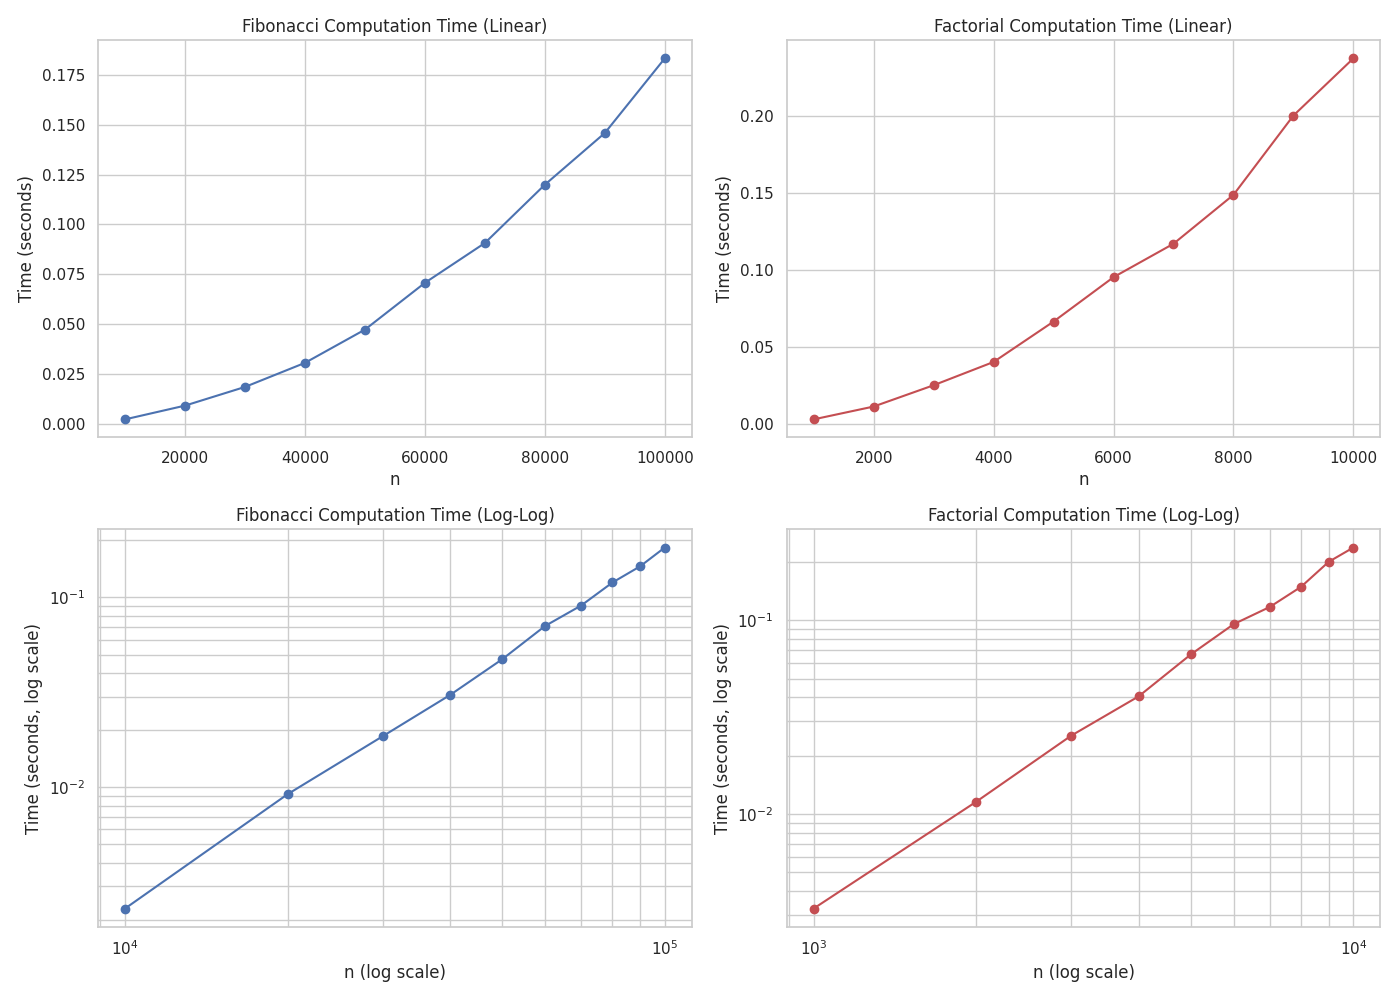 Fibonacci Computation Time (Linear)
Time (seconds)
0.175
0.150
0.125
0.100
0.075
0.050
0.025
0.000
20000 40000 60000 80000 100000
n
Factorial Computation Time (Linear)
Time (seconds)
0.20
0.15
0.10
0.05
0.00
2000 4000 6000 8000 10000
n
Fibonacci Computation Time (Log-Log)
Time (seconds, log scale)
10⁻¹
10⁻²
10⁴ 10⁵
n (log scale)
Factorial Computation Time (Log-Log)
Time (seconds, log scale)
10⁻¹
10⁻²
10³ 10⁴
n (log scale)